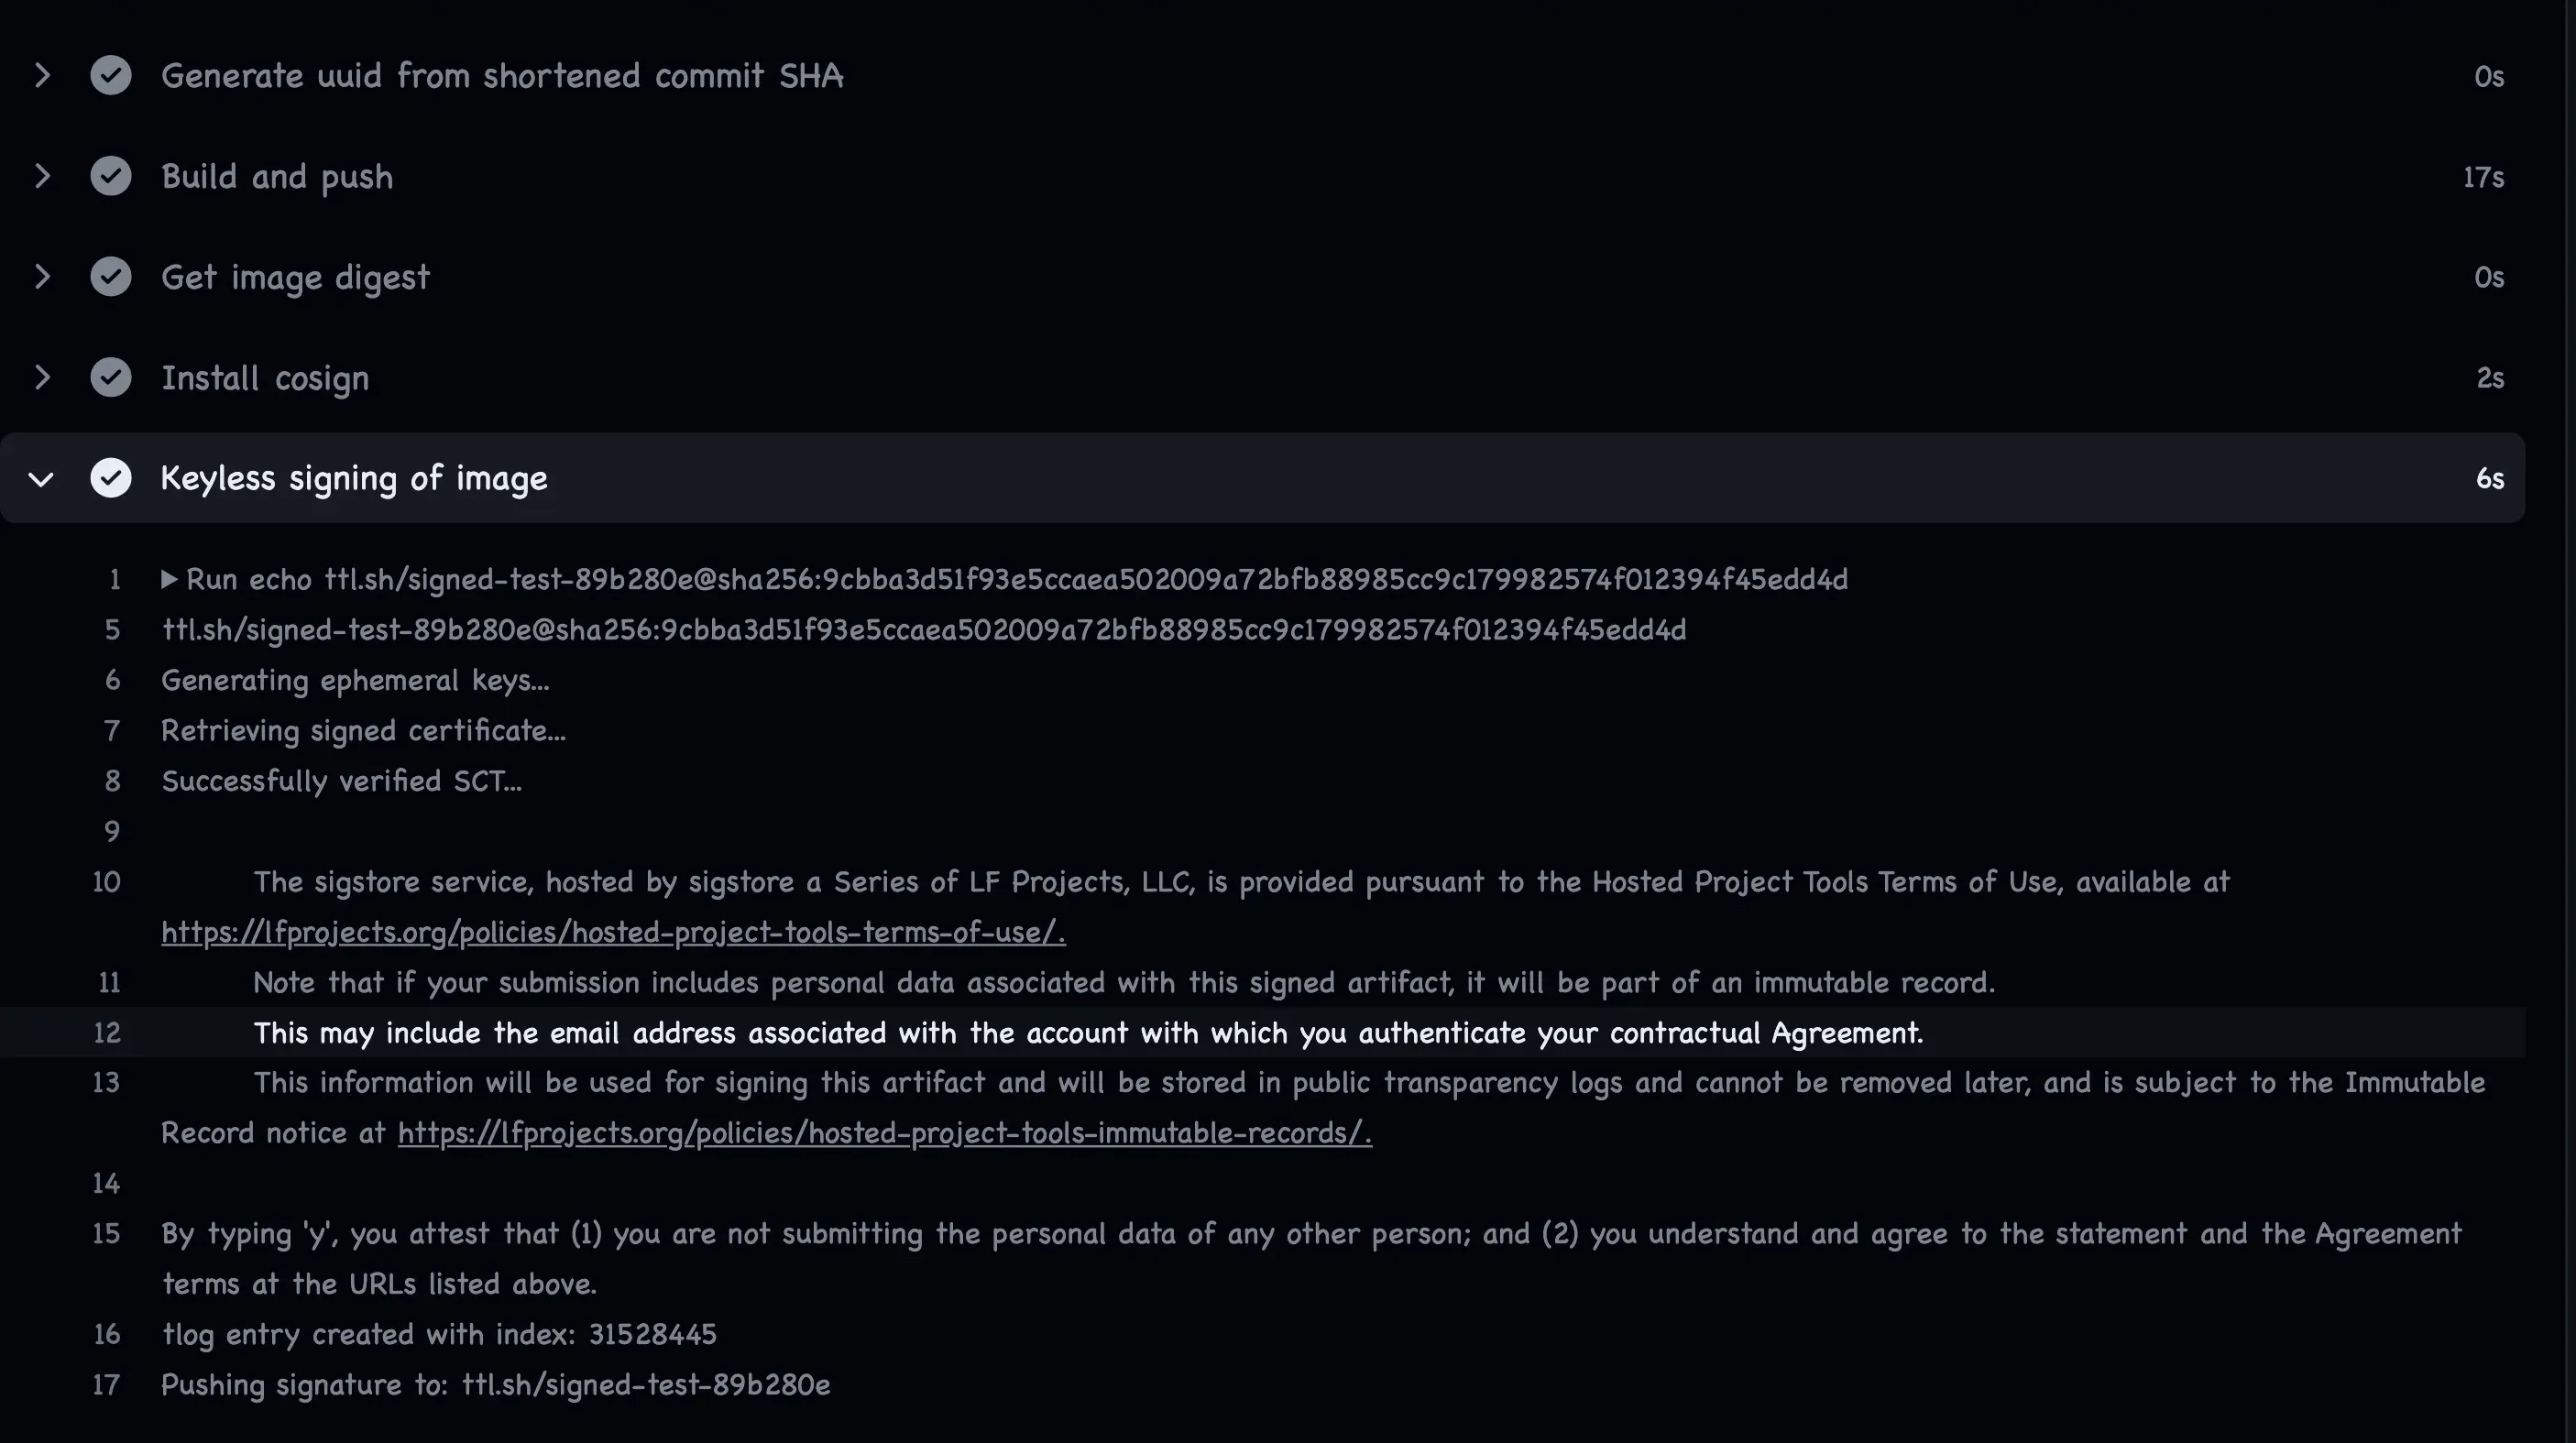 Generate uuid from shortened commit SHA 0s
Build and push 17s
Get image digest 0s
Install cosign 2s
Keyless signing of image 6s
1 ▶ Run echo ttl.sh/signed-test-89b280e@sha256:9cbba3d51f93e5ccaea502009a72bfb88985cc9c179982574f012394f45edd4d
5 ttl.sh/signed-test-89b280e@sha256:9cbba3d51f93e5ccaea502009a72bfb88985cc9c179982574f012394f45edd4d
6 Generating ephemeral keys...
7 Retrieving signed certificate...
8 Successfully verified SCT...
9
10 The sigstore service, hosted by sigstore a Series of LF Projects, LLC, is provided pursuant to the Hosted Project Tools Terms of Use, available at
https://lfprojects.org/policies/hosted-project-tools-terms-of-use/.
11 Note that if your submission includes personal data associated with this signed artifact, it will be part of an immutable record.
12 This may include the email address associated with the account with which you authenticate your contractual Agreement.
13 This information will be used for signing this artifact and will be stored in public transparency logs and cannot be removed later, and is subject to the Immutable
Record notice at https://lfprojects.org/policies/hosted-project-tools-immutable-records/.
14
15 By typing 'y', you attest that (1) you are not submitting the personal data of any other person; and (2) you understand and agree to the statement and the Agreement
terms at the URLs listed above.
16 tlog entry created with index: 31528445
17 Pushing signature to: ttl.sh/signed-test-89b280e